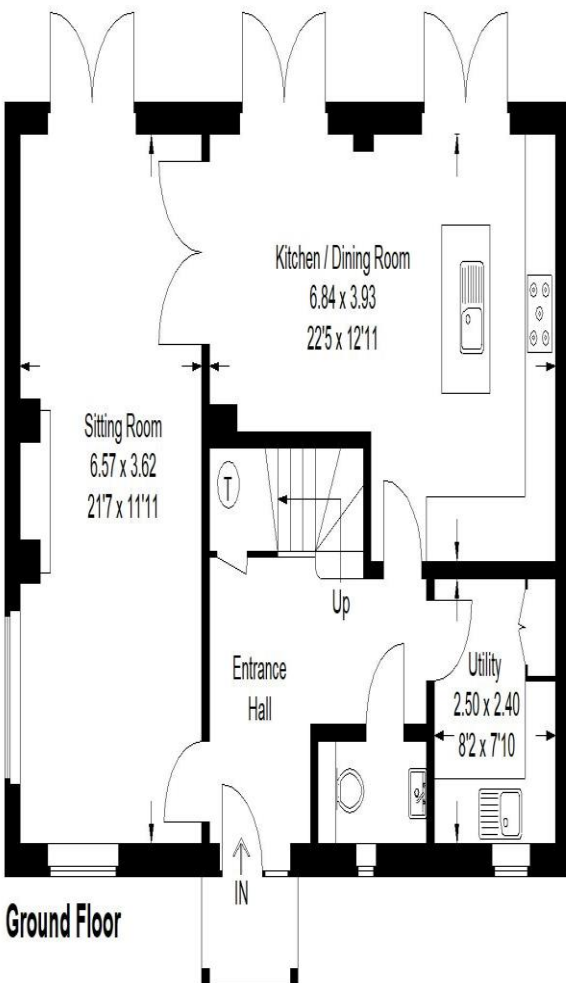 Kitchen / Dining Room
6.84 x 3.93
22'5 x 12'11
Sitting Room
6.57 x 3.62
21'7 x 11'11
T
Up
Entrance
Hall
Utility
2.50 x 2.40
8'2 x 7'10
IN
Ground Floor